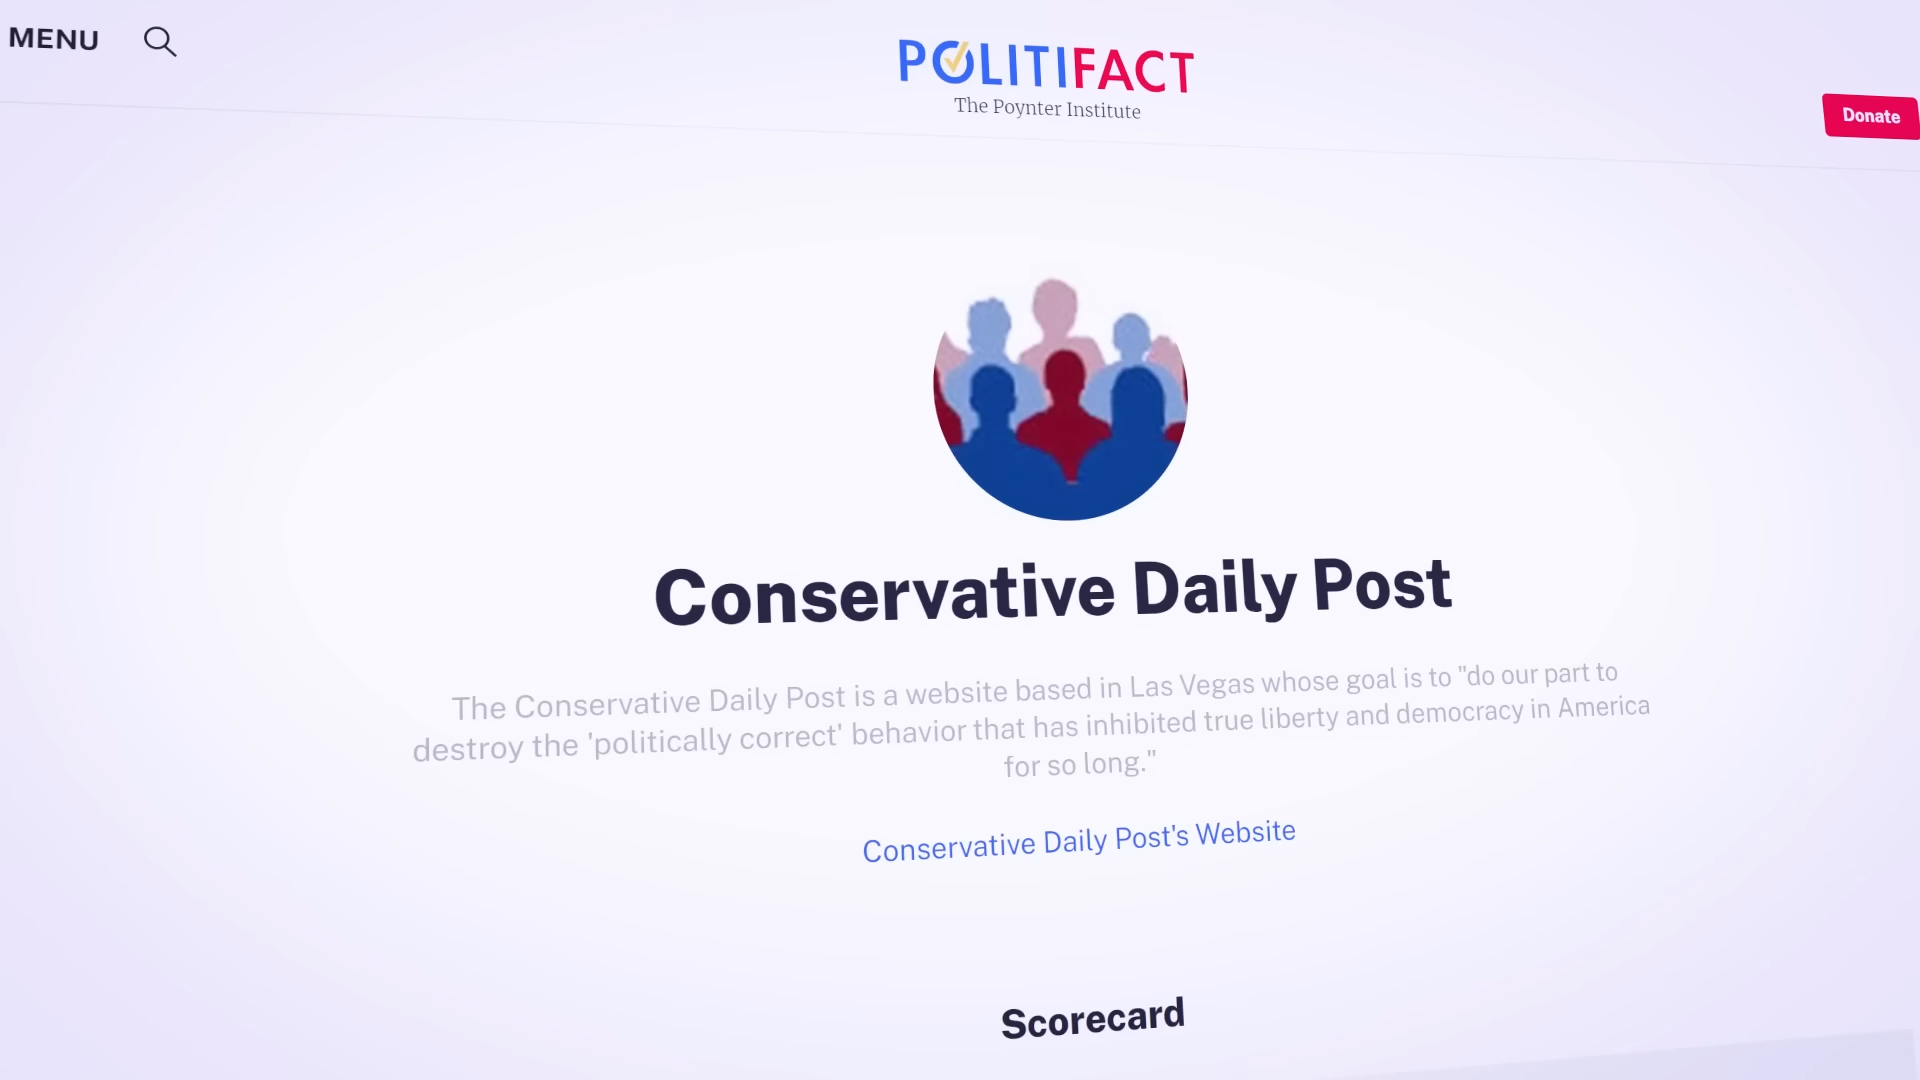 MENU
POLITIFACT
The Poynter Institute
Donate
Conservative Daily Post
The Conservative Daily Post is a website based in Las Vegas whose goal is to "do our part to
destroy the 'politically correct' behavior that has inhibited true liberty and democracy in America
for so long."
Conservative Daily Post's Website
Scorecard